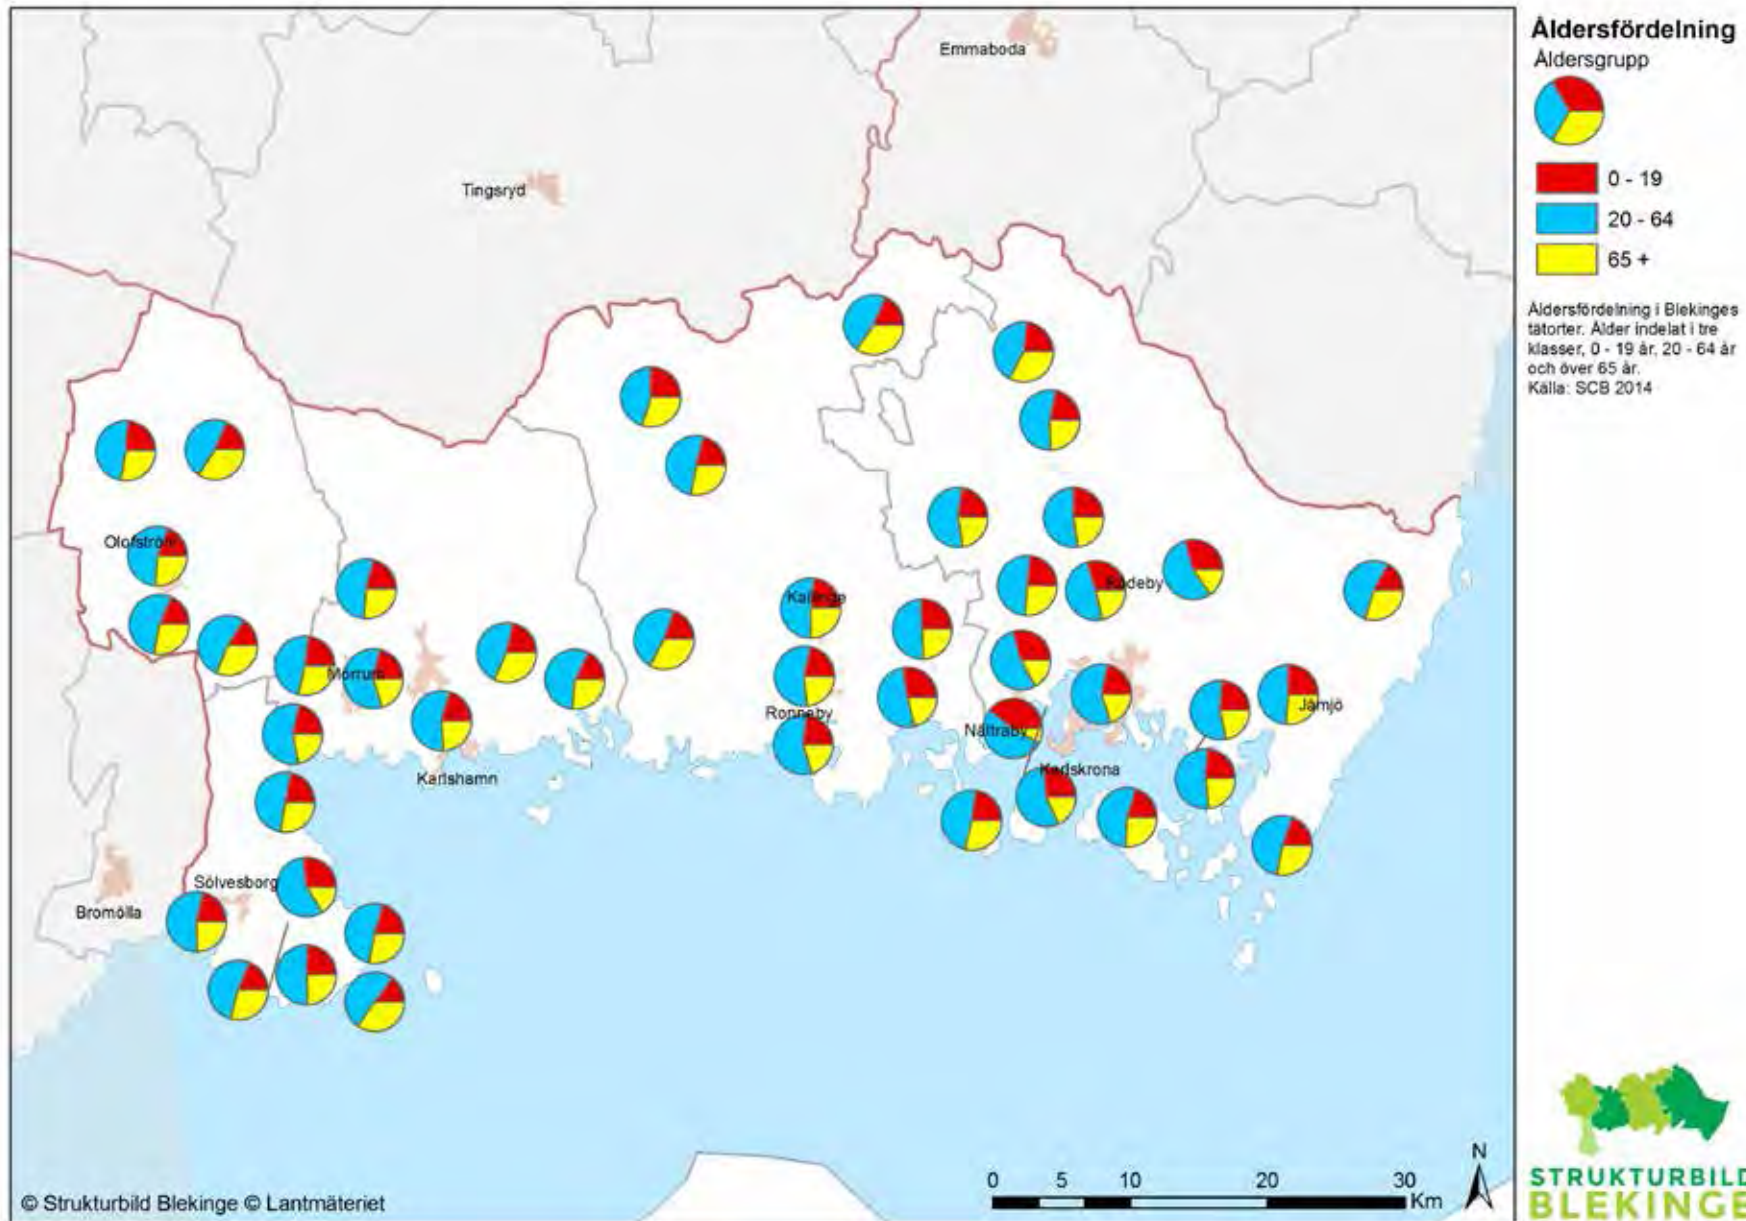 Åldersfördelning
Åldersgrupp
0 - 19
20 - 64
65 +
Åldersfördelning i Blekinges
tätorter. Ålder indelat i tre
klasser, 0 - 19 år, 20 - 64 år
och över 65 år.
Källa: SCB 2014
Emmaboda
Tingsryd
Olofström
Kallinge
Rödeby
Mörrum
Ronneby
Nättraby
Jämjö
Karlshamn
Karlskrona
Sölvesborg
Bromölla
N
0 5 10 20 30
Km
© Strukturbild Blekinge © Lantmäteriet
STRUKTURBILD
BLEKINGE